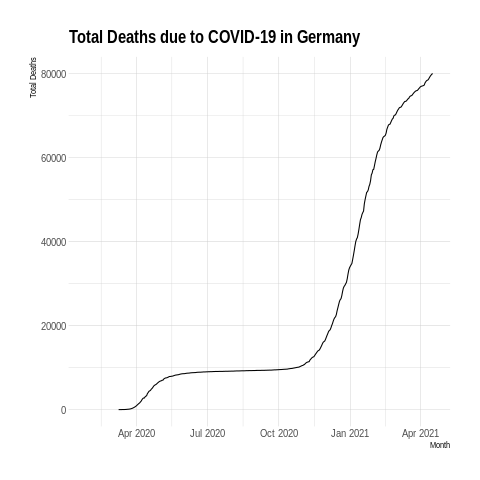 Total Deaths due to COVID-19 in Germany
Total Deaths
80000
60000
40000
20000
0
Apr 2020 Jul 2020 Oct 2020 Jan 2021 Apr 2021
Month